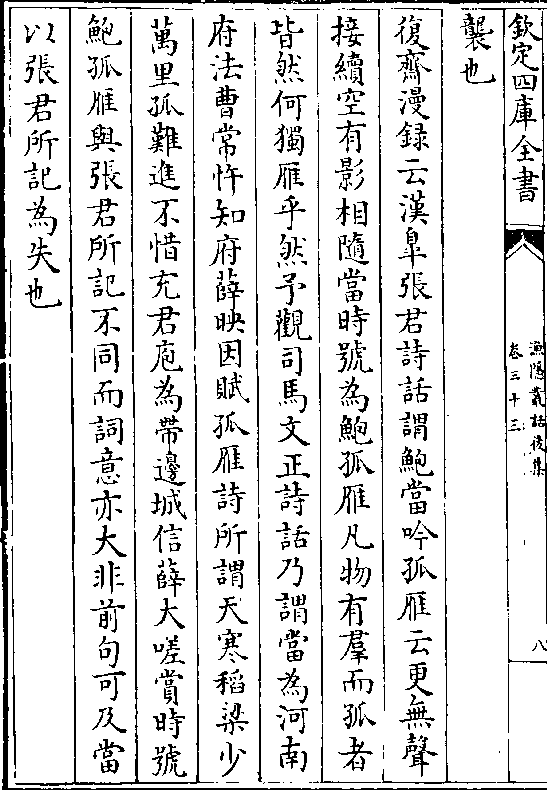 欽定四庫全書
漁隱叢話後集
卷三十三
八
襲也
復齋漫録云漢臯張君詩話謂鮑當吟孤雁云更無聲
接續空有影相隨當時號為鮑孤雁凡物有羣而孤者
皆然何獨雁乎然予觀司馬文正詩話乃謂當為河南
府法曹常忤知府薛映因賦孤雁詩所謂天寒稻粱少
萬里孤難進不惜充君庖為帶邊城信薛大嗟賞時號
鮑孤雁與張君所記不同而詞意亦大非前句可及當
以張君所記為失也